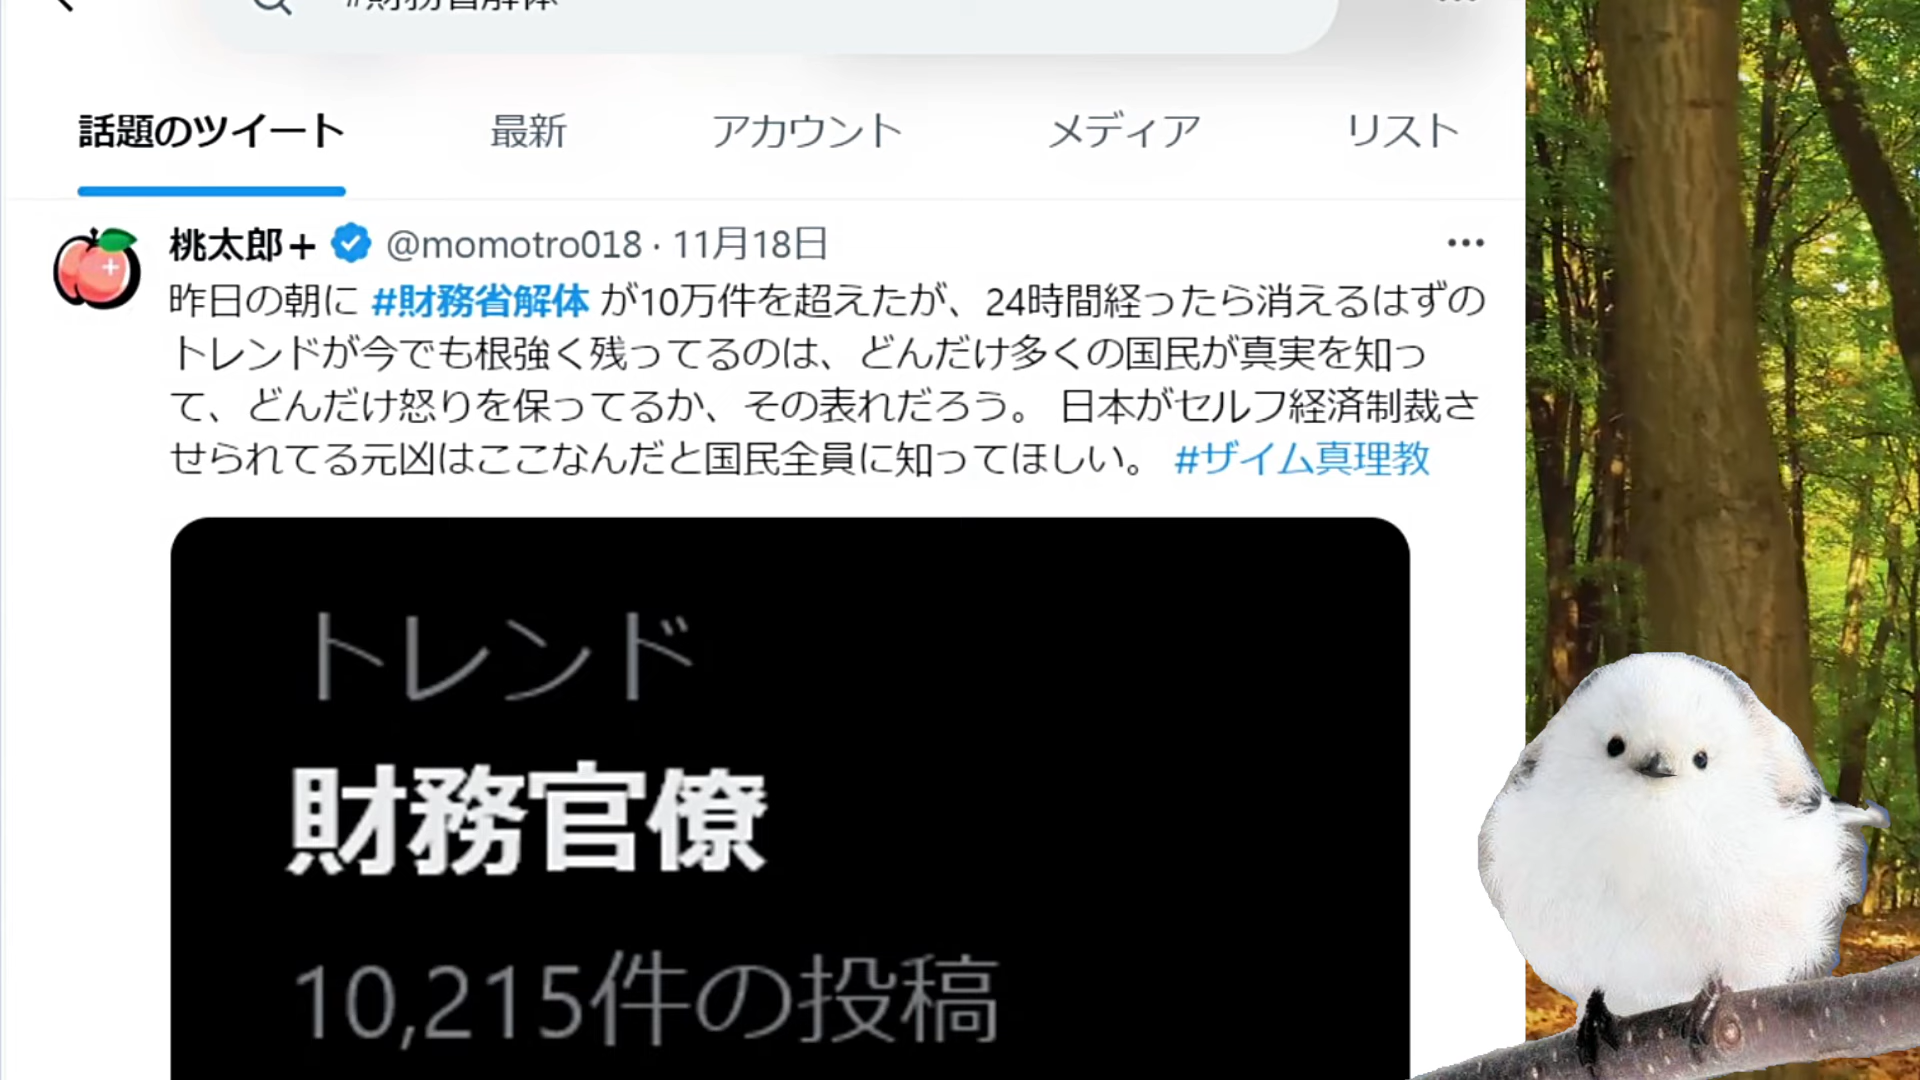 #財務省解体
話題のツイート 最新 アカウント メディア リスト
桃太郎+ @momotro018 · 11月18日
昨日の朝に #財務省解体 が10万件を超えたが、24時間経ったら消えるはずの
トレンドが今でも根強く残ってるのは、どんだけ多くの国民が真実を知っ
て、どんだけ怒りを保ってるか、その表れだろう。 日本がセルフ経済制裁さ
せられてる元凶はここなんだと国民全員に知ってほしい。 #ザイム真理教
トレンド
財務官僚
10,215件の投稿